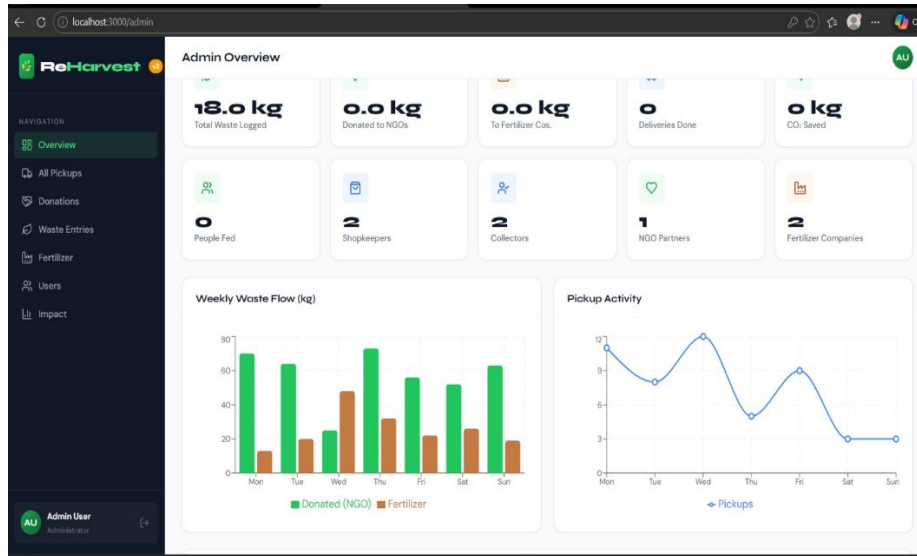 localhost:3000/admin
ReHarvest v2
Admin Overview
AU
NAVIGATION
Overview
All Pickups
Donations
Waste Entries
Fertilizer
Users
Impact
18.0 kg
Total Waste Logged
0.0 kg
Donated to NGOs
0.0 kg
To Fertilizer Cos.
0
Deliveries Done
0 kg
CO₂ Saved
0
People Fed
2
Shopkeepers
2
Collectors
1
NGO Partners
2
Fertilizer Companies
Weekly Waste Flow (kg)
80
60
40
20
0
Mon Tue Wed Thu Fri Sat Sun
Donated (NGO) Fertilizer
Pickup Activity
12
9
6
3
0
Mon Tue Wed Thu Fri Sat Sun
Pickups
AU
Admin User
Administrator